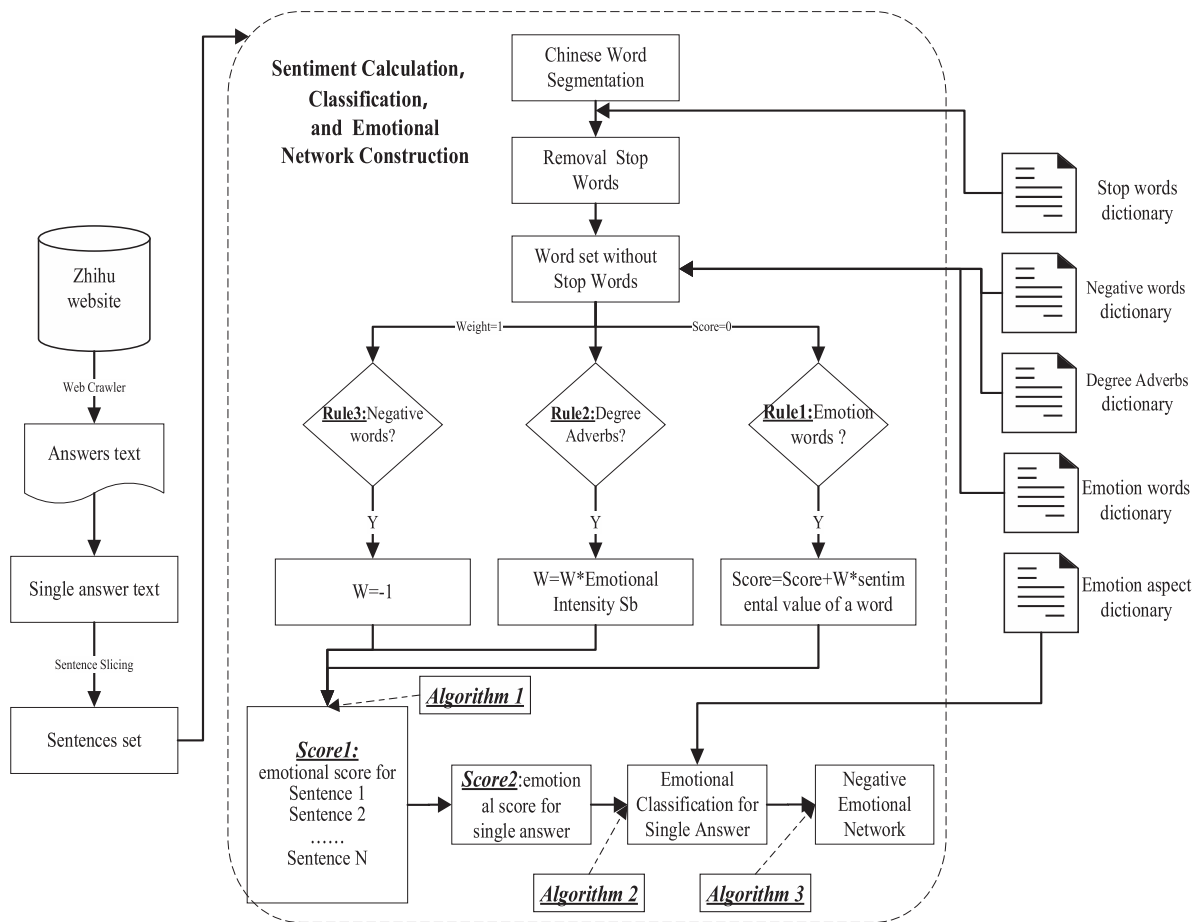 Sentiment Calculation,
Classification,
and Emotional
Network Construction
Chinese Word
Segmentation
Removal Stop
Words
Word set without
Stop Words
Stop words
dictionary
Negative words
dictionary
Degree Adverbs
dictionary
Emotion words
dictionary
Emotion aspect
dictionary
Zhihu
website
Web Crawler
Answers text
Single answer text
Sentence Slicing
Sentences set
Weight=1
Score=0
Rule3:Negative
words?
Rule2:Degree
Adverbs?
Rule1:Emotion
words ?
Y
Y
Y
W=-1
W=W*Emotional
Intensity Sb
Score=Score+W*sentim
ental value of a word
Algorithm 1
Score1:
emotional score for
Sentence 1
Sentence 2
......
Sentence N
Score2:emotion
al score for
single answer
Emotional
Classification for
Single Answer
Negative
Emotional
Network
Algorithm 2
Algorithm 3